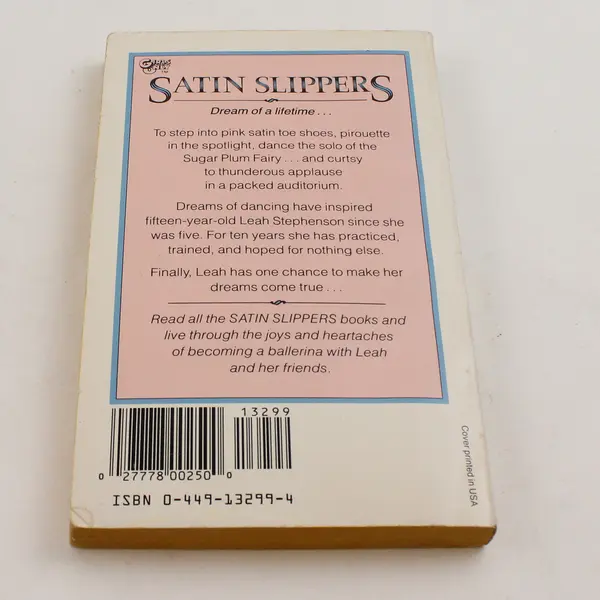 GIRLS ONLY
SATIN SLIPPERS
Dream of a lifetime . . .
To step into pink satin toe shoes, pirouette
in the spotlight, dance the solo of the
Sugar Plum Fairy . . . and curtsy
to thunderous applause
in a packed auditorium.
Dreams of dancing have inspired
fifteen-year-old Leah Stephenson since she
was five. For ten years she has practiced,
trained, and hoped for nothing else.
Finally, Leah has one chance to make her
dreams come true . . .
Read all the SATIN SLIPPERS books and
live through the joys and heartaches
of becoming a ballerina with Leah
and her friends.
13299
0 27778 00250 0
ISBN 0-449-13299-4
Cover printed in USA